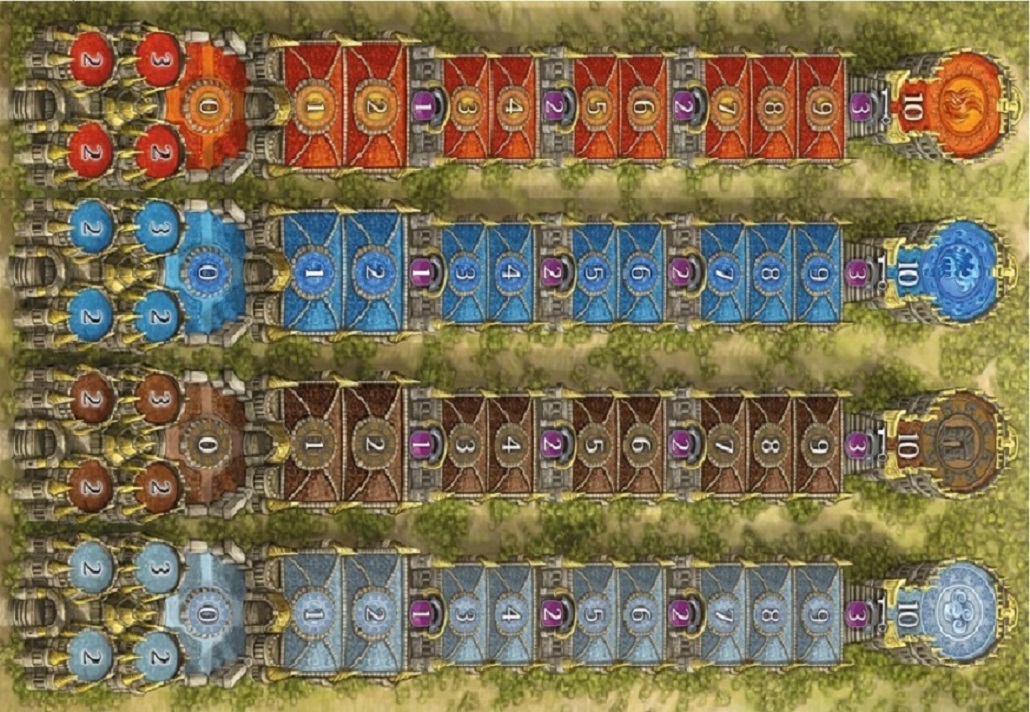 10 10 10 10
3 3 3 3
9 9 9 9
8 8 8 8
7 7 7 7
2 2 2 2
6 6 6 6
5 5 5 5
2 2 2 2
4 4 4 4
3 3 3 3
1 1 1 1
2 2 2 2
1 1 1 1
0 0 0 0
3 2 3 2 3 2 3 2
2 2 2 2 2 2 2 2